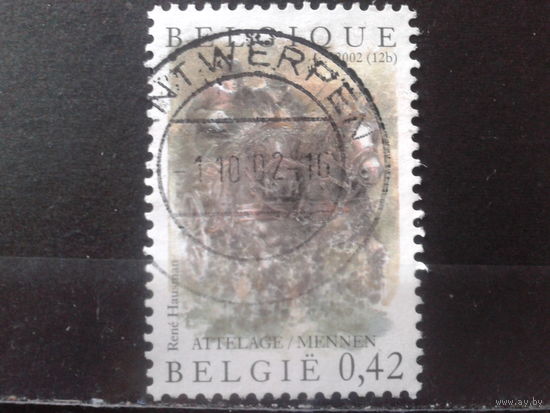 BELGIQUE
2002 (12b)
ANTWERPEN
-1.10.02-16
René Hausman
ATTELAGE / MENNEN
BELGIË 0,42
www.ay.by